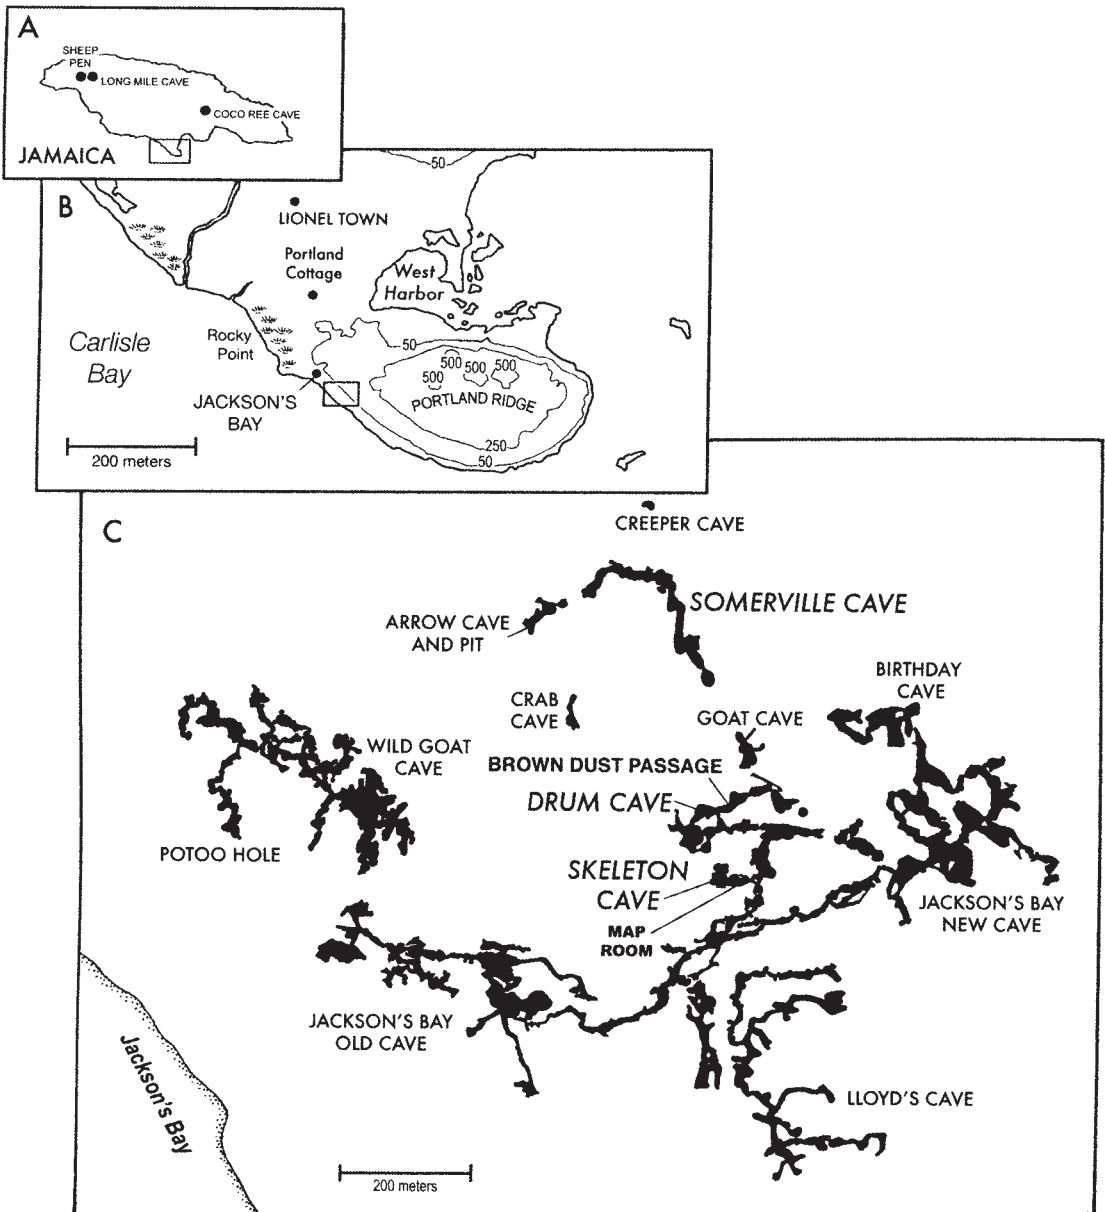 A
SHEEP
PEN
LONG MILE CAVE
COCO REE CAVE
JAMAICA
B
50
LIONEL TOWN
Portland
Cottage
West
Harbor
Rocky
Point
Carlisle
Bay
50
500
500
500
500
PORTLAND RIDGE
JACKSON'S
BAY
250
50
200 meters
C
CREEPER CAVE
SOMERVILLE CAVE
ARROW CAVE
AND PIT
BIRTHDAY
CAVE
CRAB
CAVE
GOAT CAVE
WILD GOAT
CAVE
BROWN DUST PASSAGE
DRUM CAVE
POTOO HOLE
SKELETON
CAVE
MAP
ROOM
JACKSON'S BAY
NEW CAVE
JACKSON'S BAY
OLD CAVE
Jackson's Bay
LLOYD'S CAVE
200 meters